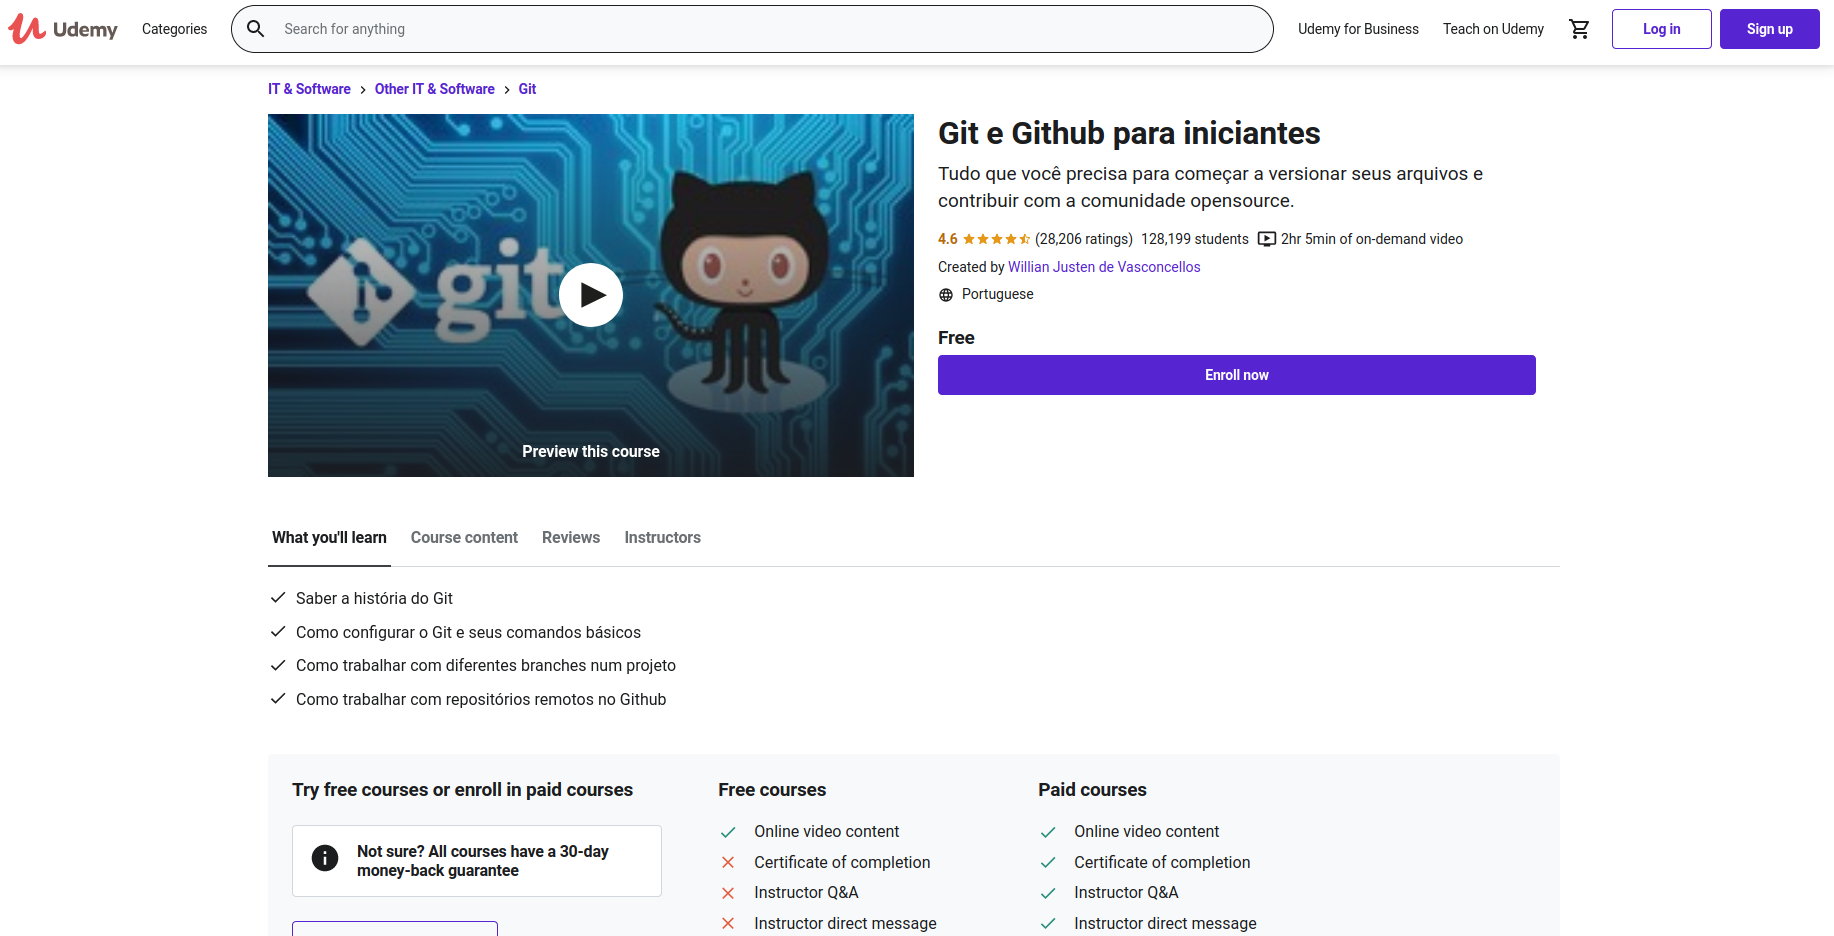 Udemy
Categories
Search for anything
Udemy for Business
Teach on Udemy
Log in
Sign up
IT & Software > Other IT & Software > Git
git
Preview this course
Git e Github para iniciantes
Tudo que você precisa para começar a versionar seus arquivos e
contribuir com a comunidade opensource.
4.6 (28,206 ratings) 128,199 students 2hr 5min of on-demand video
Created by Willian Justen de Vasconcellos
Portuguese
Free
Enroll now
What you'll learn
Course content
Reviews
Instructors
Saber a história do Git
Como configurar o Git e seus comandos básicos
Como trabalhar com diferentes branches num projeto
Como trabalhar com repositórios remotos no Github
Try free courses or enroll in paid courses
Not sure? All courses have a 30-day
money-back guarantee
Free courses
Online video content
Certificate of completion
Instructor Q&A
Instructor direct message
Paid courses
Online video content
Certificate of completion
Instructor Q&A
Instructor direct message